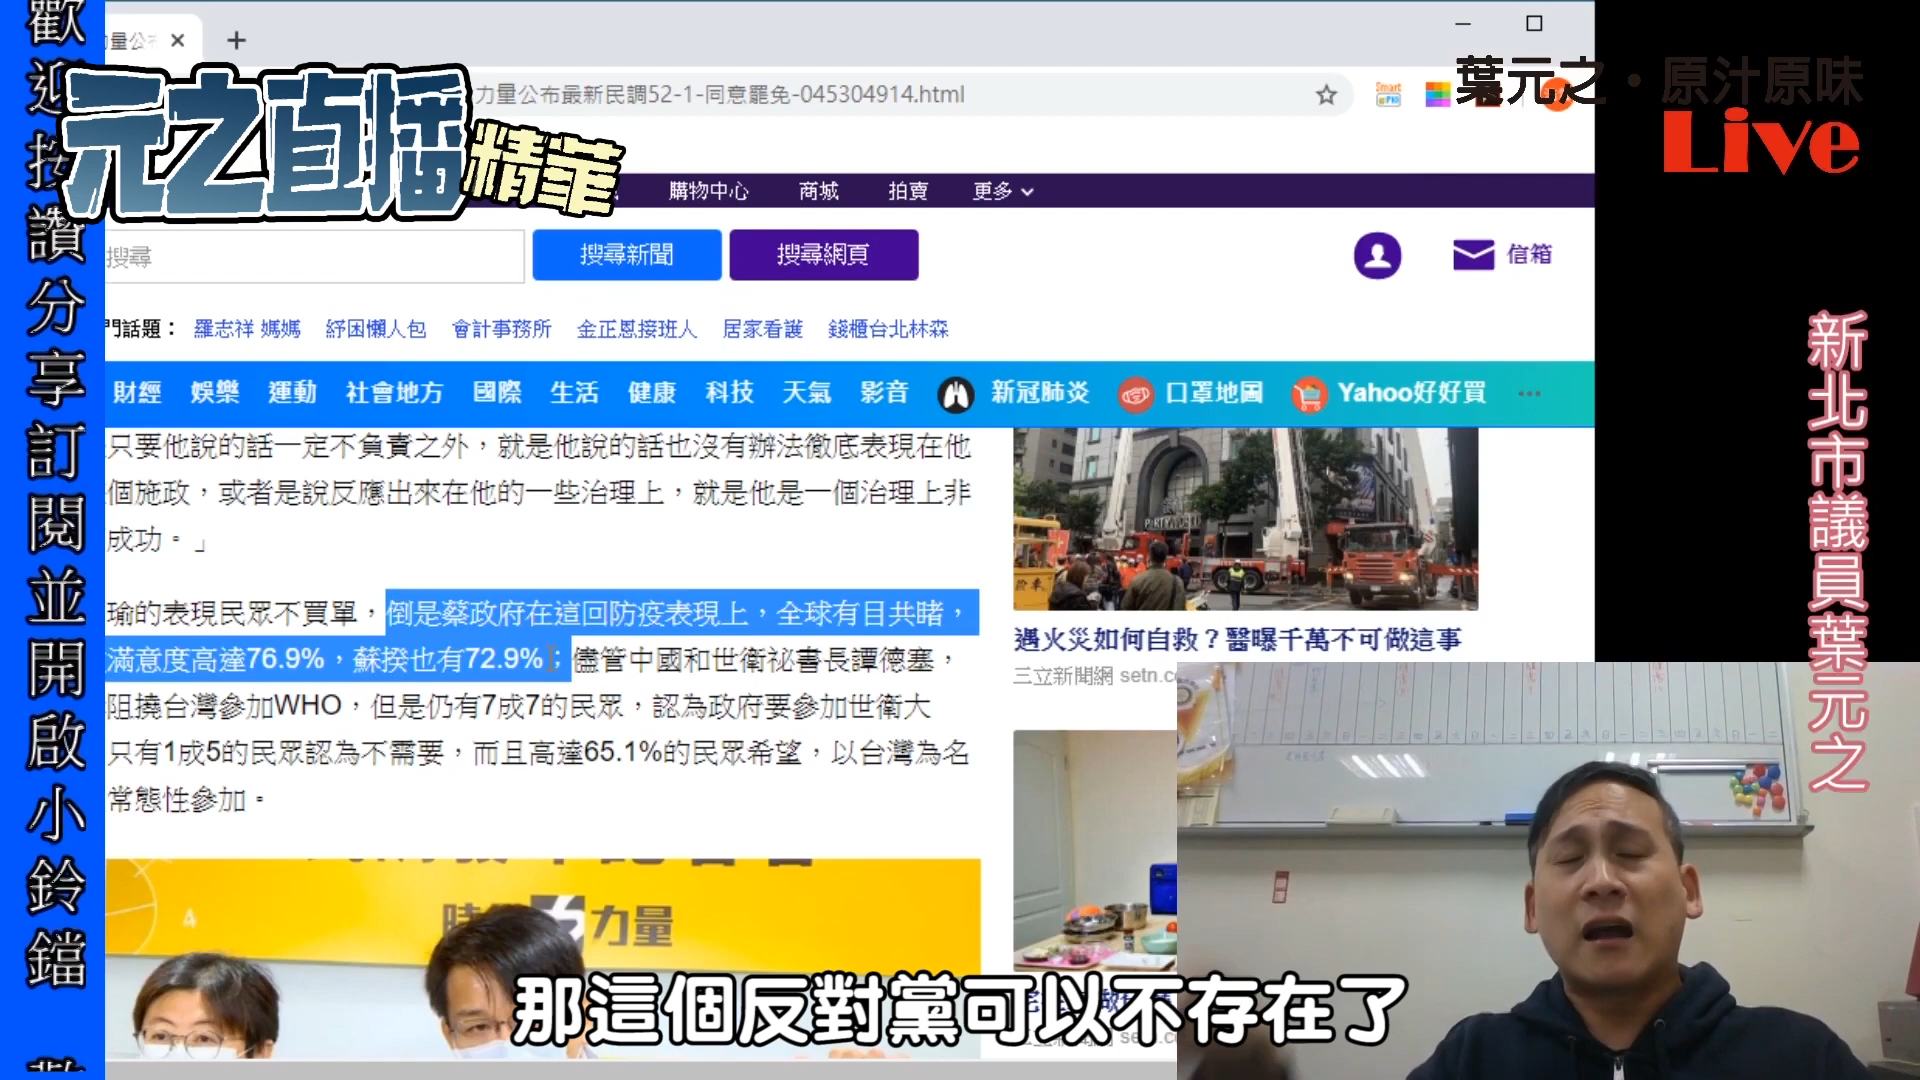 歡迎按讚分享訂閱並開啟小鈴鐺
元之直播
精華
葉元之·原汁原味
Live
新北市議員葉元之
力量公布最新民調52-1-同意罷免-045304914.html
購物中心 商城 拍賣 更多
搜尋
搜尋新聞
搜尋網頁
信箱
門話題： 羅志祥 媽媽 紓困懶人包 會計事務所 金正恩接班人 居家看護 錢櫃台北林森
財經 娛樂 運動 社會地方 國際 生活 健康 科技 天氣 影音 新冠肺炎 口罩地圖 Yahoo好好買 ...
只要他說的話一定不負責之外，就是他說的話也沒有辦法徹底表現在他
個施政，或者是說反應出來在他的一些治理上，就是他是一個治理上非
成功。」
瑜的表現民眾不買單，倒是蔡政府在這回防疫表現上，全球有目共睹，
滿意度高達76.9%，蘇揆也有72.9%；儘管中國和世衛祕書長譚德塞，
阻撓台灣參加WHO，但是仍有7成7的民眾，認為政府要參加世衛大
只有1成5的民眾認為不需要，而且高達65.1%的民眾希望，以台灣為名
常態性參加。
遇火災如何自救？醫曝千萬不可做這事
三立新聞網 setn.c
力量
那這個反對黨可以不存在了